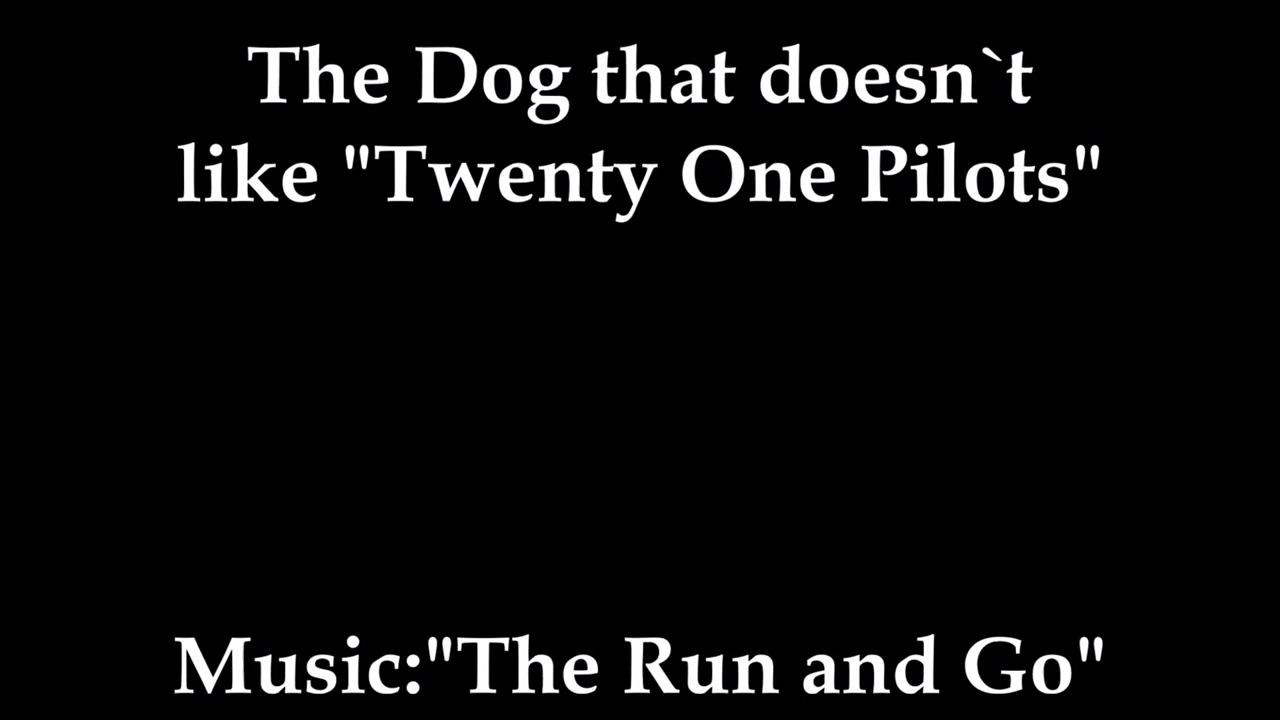 The Dog that doesn`t
like "Twenty One Pilots"
Music:"The Run and Go"